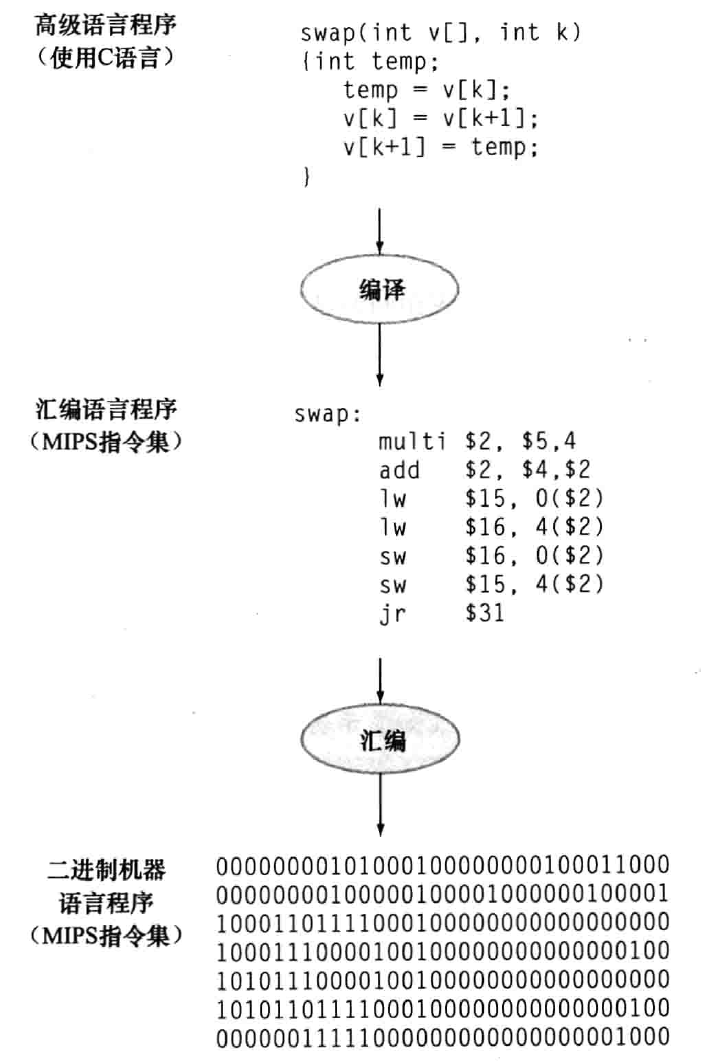 高级语言程序
（使用C语言）
swap(int v[], int k)
{int temp;
temp = v[k];
v[k] = v[k+1];
v[k+1] = temp;
}
编译
汇编语言程序
（MIPS指令集）
swap:
multi $2, $5,4
add $2, $4,$2
lw $15, 0($2)
lw $16, 4($2)
sw $16, 0($2)
sw $15, 4($2)
jr $31
汇编
二进制机器
语言程序
（MIPS指令集）
00000000101000100000000100011000
00000000100000100001000000100001
10001101111000100000000000000000
10001110000100100000000000000100
10101110000100100000000000000000
10101101111000100000000000000100
00000011111000000000000000001000